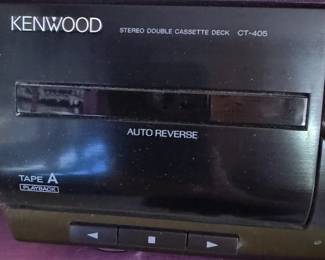 KENWOOD STEREO DOUBLE CASSETTE DECK CT-405
AUTO REVERSE
TAPE A
PLAYBACK